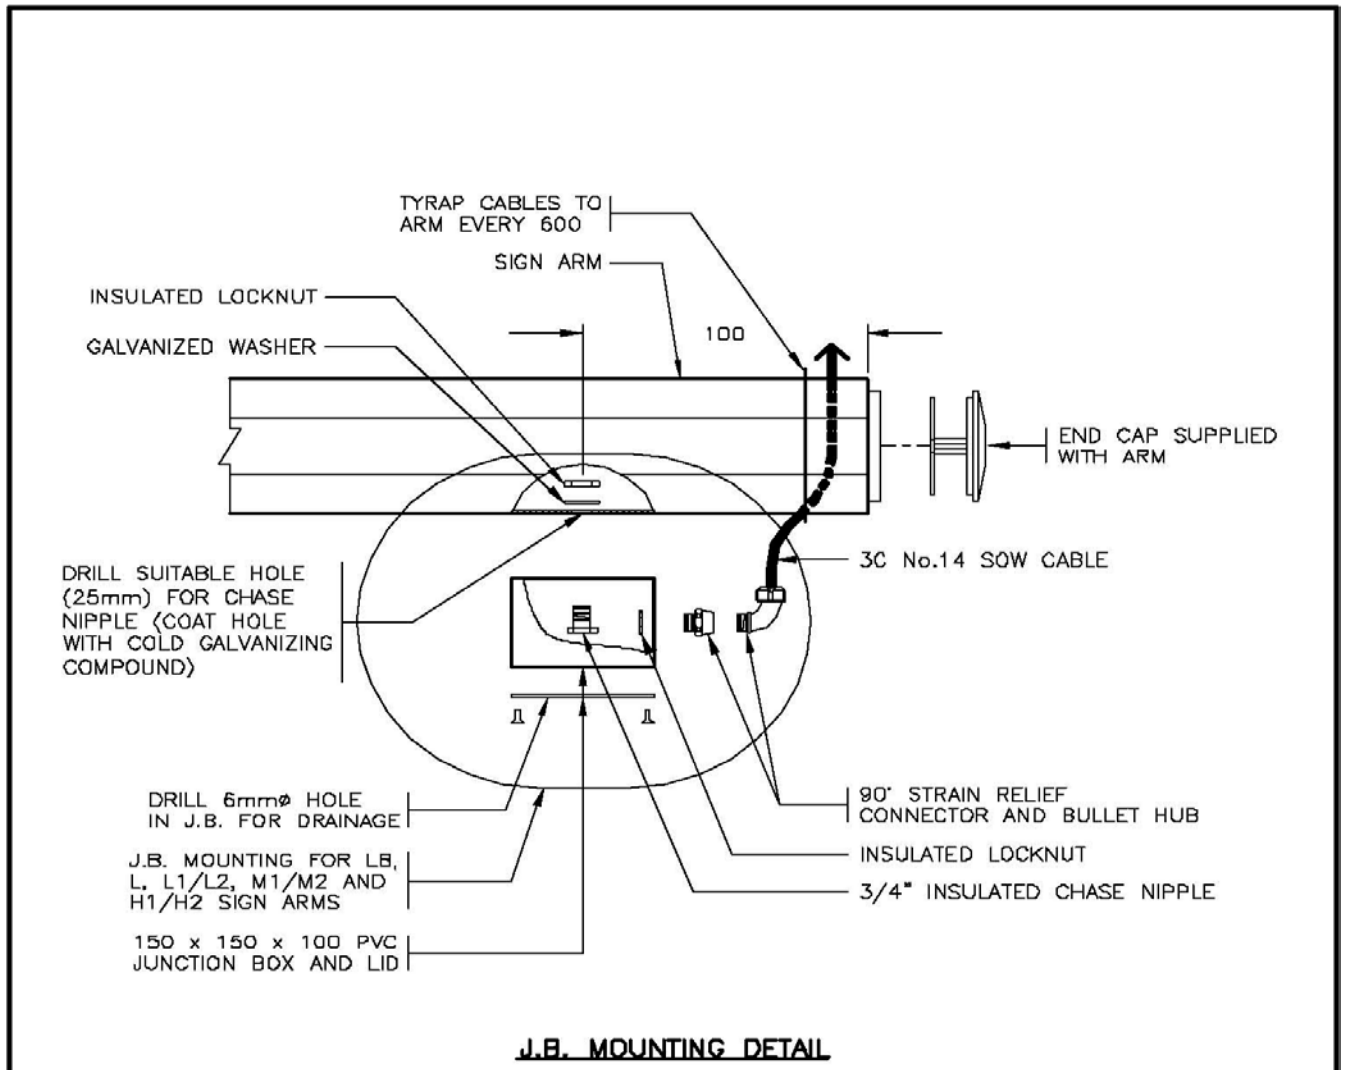 TYRAP CABLES TO
ARM EVERY 600
SIGN ARM
INSULATED LOCKNUT
100
GALVANIZED WASHER
END CAP SUPPLIED
WITH ARM
3C No.14 SOW CABLE
DRILL SUITABLE HOLE
(25mm) FOR CHASE
NIPPLE (COAT HOLE
WITH COLD GALVANIZING
COMPOUND)
DRILL 6mmø HOLE
IN J.B. FOR DRAINAGE
90° STRAIN RELIEF
CONNECTOR AND BULLET HUB
J.B. MOUNTING FOR LB,
L, L1/L2, M1/M2 AND
H1/H2 SIGN ARMS
INSULATED LOCKNUT
3/4" INSULATED CHASE NIPPLE
150 x 150 x 100 PVC
JUNCTION BOX AND LID
J.B. MOUNTING DETAIL